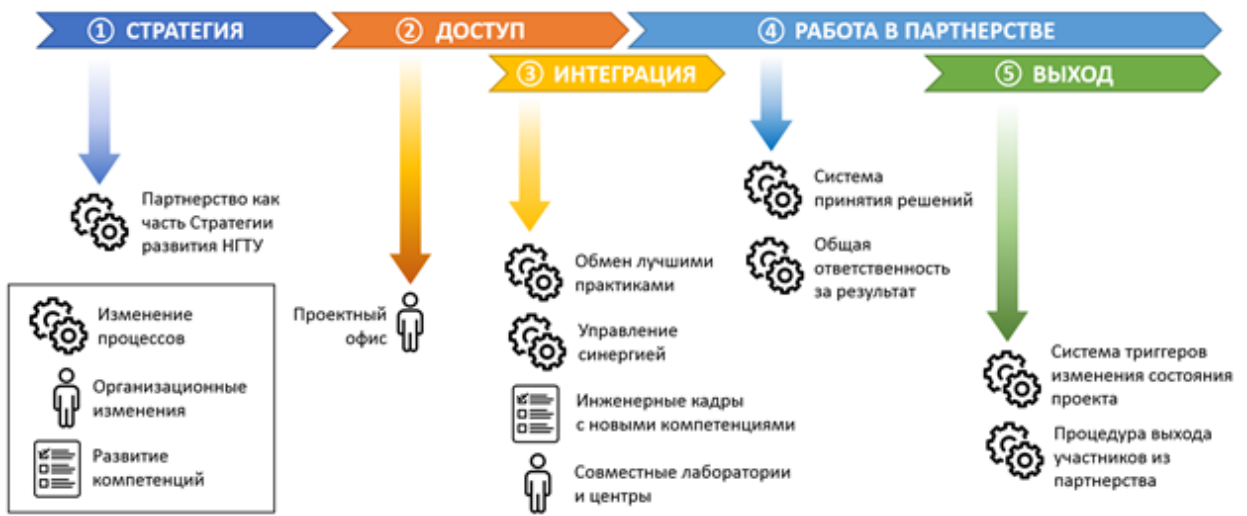 ① СТРАТЕГИЯ
② ДОСТУП
④ РАБОТА В ПАРТНЕРСТВЕ
③ ИНТЕГРАЦИЯ
⑤ ВЫХОД
Партнерство как
часть Стратегии
развития НГТУ
Изменение
процессов
Организационные
изменения
Развитие
компетенций
Проектный
офис
Обмен лучшими
практиками
Управление
синергией
Инженерные кадры
с новыми компетенциями
Совместные лаборатории
и центры
Система
принятия решений
Общая
ответственность
за результат
Система триггеров
изменения состояния
проекта
Процедура выхода
участников из
партнерства